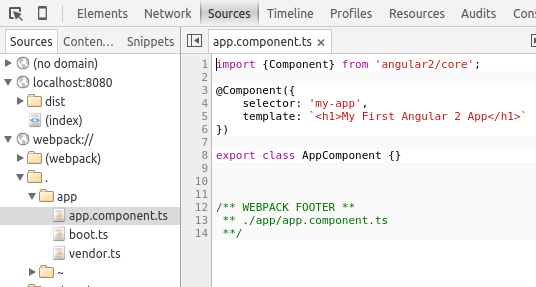 Elements Network Sources Timeline Profiles Resources Audits
Sources Conten... Snippets app.component.ts ×
(no domain)
localhost:8080
dist
(index)
webpack://
(webpack)
.
app
app.component.ts
boot.ts
vendor.ts
~
1 import {Component} from 'angular2/core';
2
3 @Component({
4     selector: 'my-app',
5     template: `<h1>My First Angular 2 App</h1>`
6 })
7
8 export class AppComponent {}
9
10
11
12 /** WEBPACK FOOTER **
13  ** ./app/app.component.ts
14  **/